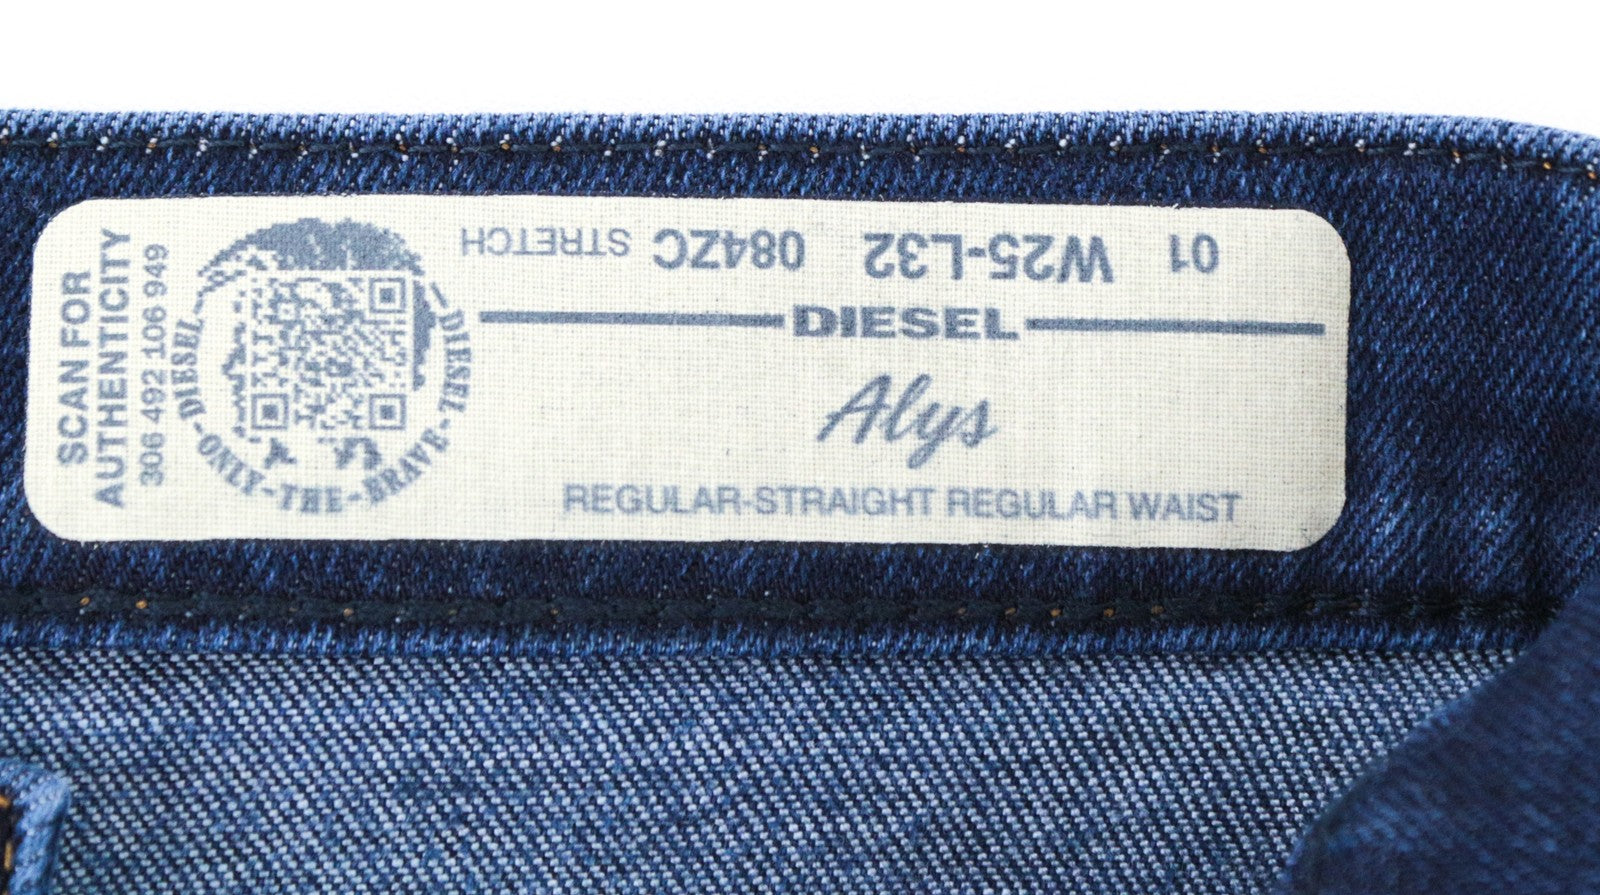 SCAN FOR
AUTHENTICITY
306 492 106 949
DIESEL-ONLY-THE-BRAVE-DIESEL
01 W25-L32 084ZC STRETCH
DIESEL
Alys
REGULAR-STRAIGHT REGULAR WAIST